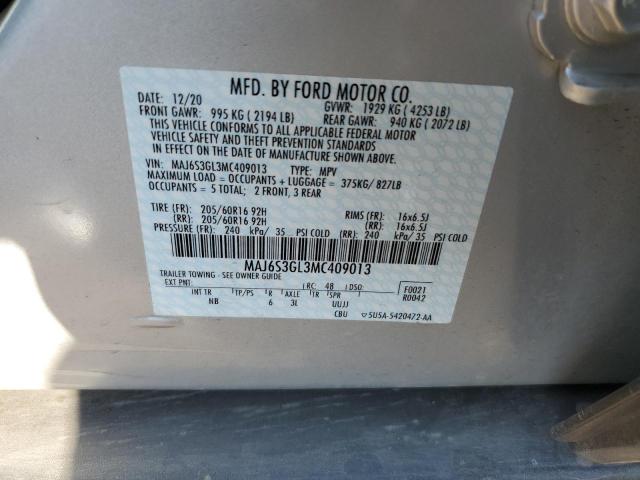 MFD. BY FORD MOTOR CO.
DATE: 12/20 GVWR: 1929 KG ( 4253 LB)
FRONT GAWR: 995 KG ( 2194 LB) REAR GAWR: 940 KG ( 2072 LB)
THIS VEHICLE CONFORMS TO ALL APPLICABLE FEDERAL MOTOR
VEHICLE SAFETY AND THEFT PREVENTION STANDARDS
IN EFFECT ON THE DATE OF MANUFACTURE SHOWN ABOVE.
VIN: MAJ6S3GL3MC409013 TYPE: MPV
MAXIMUM LOAD = OCCUPANTS + LUGGAGE = 375KG/ 827LB
OCCUPANTS = 5 TOTAL; 2 FRONT, 3 REAR
TIRE (FR): 205/60R16 92H RIMS (FR): 16x6.5J
(RR): 205/60R16 92H (RR): 16x6.5J
PRESSURE (FR): 240 kPa/ 35 PSI COLD (RR): 240 kPa/ 35 PSI COLD
MAJ6S3GL3MC409013
TRAILER TOWING - SEE OWNER GUIDE
EXT PNT: RC: 48 DSO: F0021
R0042
INT TR TP/PS R AXLE TR SPR
NB 6 3L UUJJ
CBU 5U5A-5420472-AA